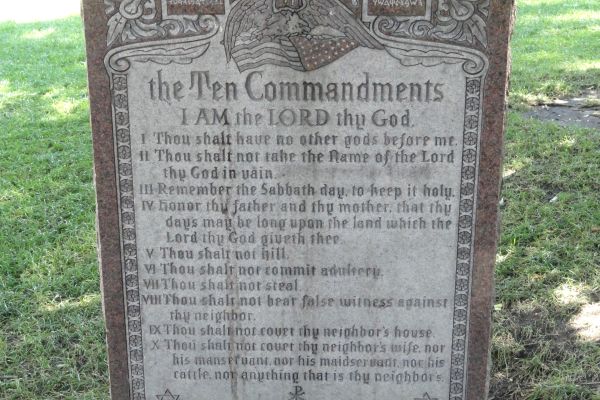 the Ten Commandments
I AM the LORD thy God.
I Thou shalt have no other gods before me.
II Thou shalt not take the Name of the Lord
thy God in vain.
III Remember the Sabbath day, to keep it holy.
IV Honor thy father and thy mother, that thy
days may be long upon the land which the
Lord thy God giveth thee.
V Thou shalt not kill.
VI Thou shalt not commit adultery.
VII Thou shalt not steal.
VIII Thou shalt not bear false witness against
thy neighbor.
IX Thou shalt not covet thy neighbor's house.
X Thou shalt not covet thy neighbor's wife, nor
his manservant, nor his maidservant, nor his
cattle, nor anything that is thy neighbor's.